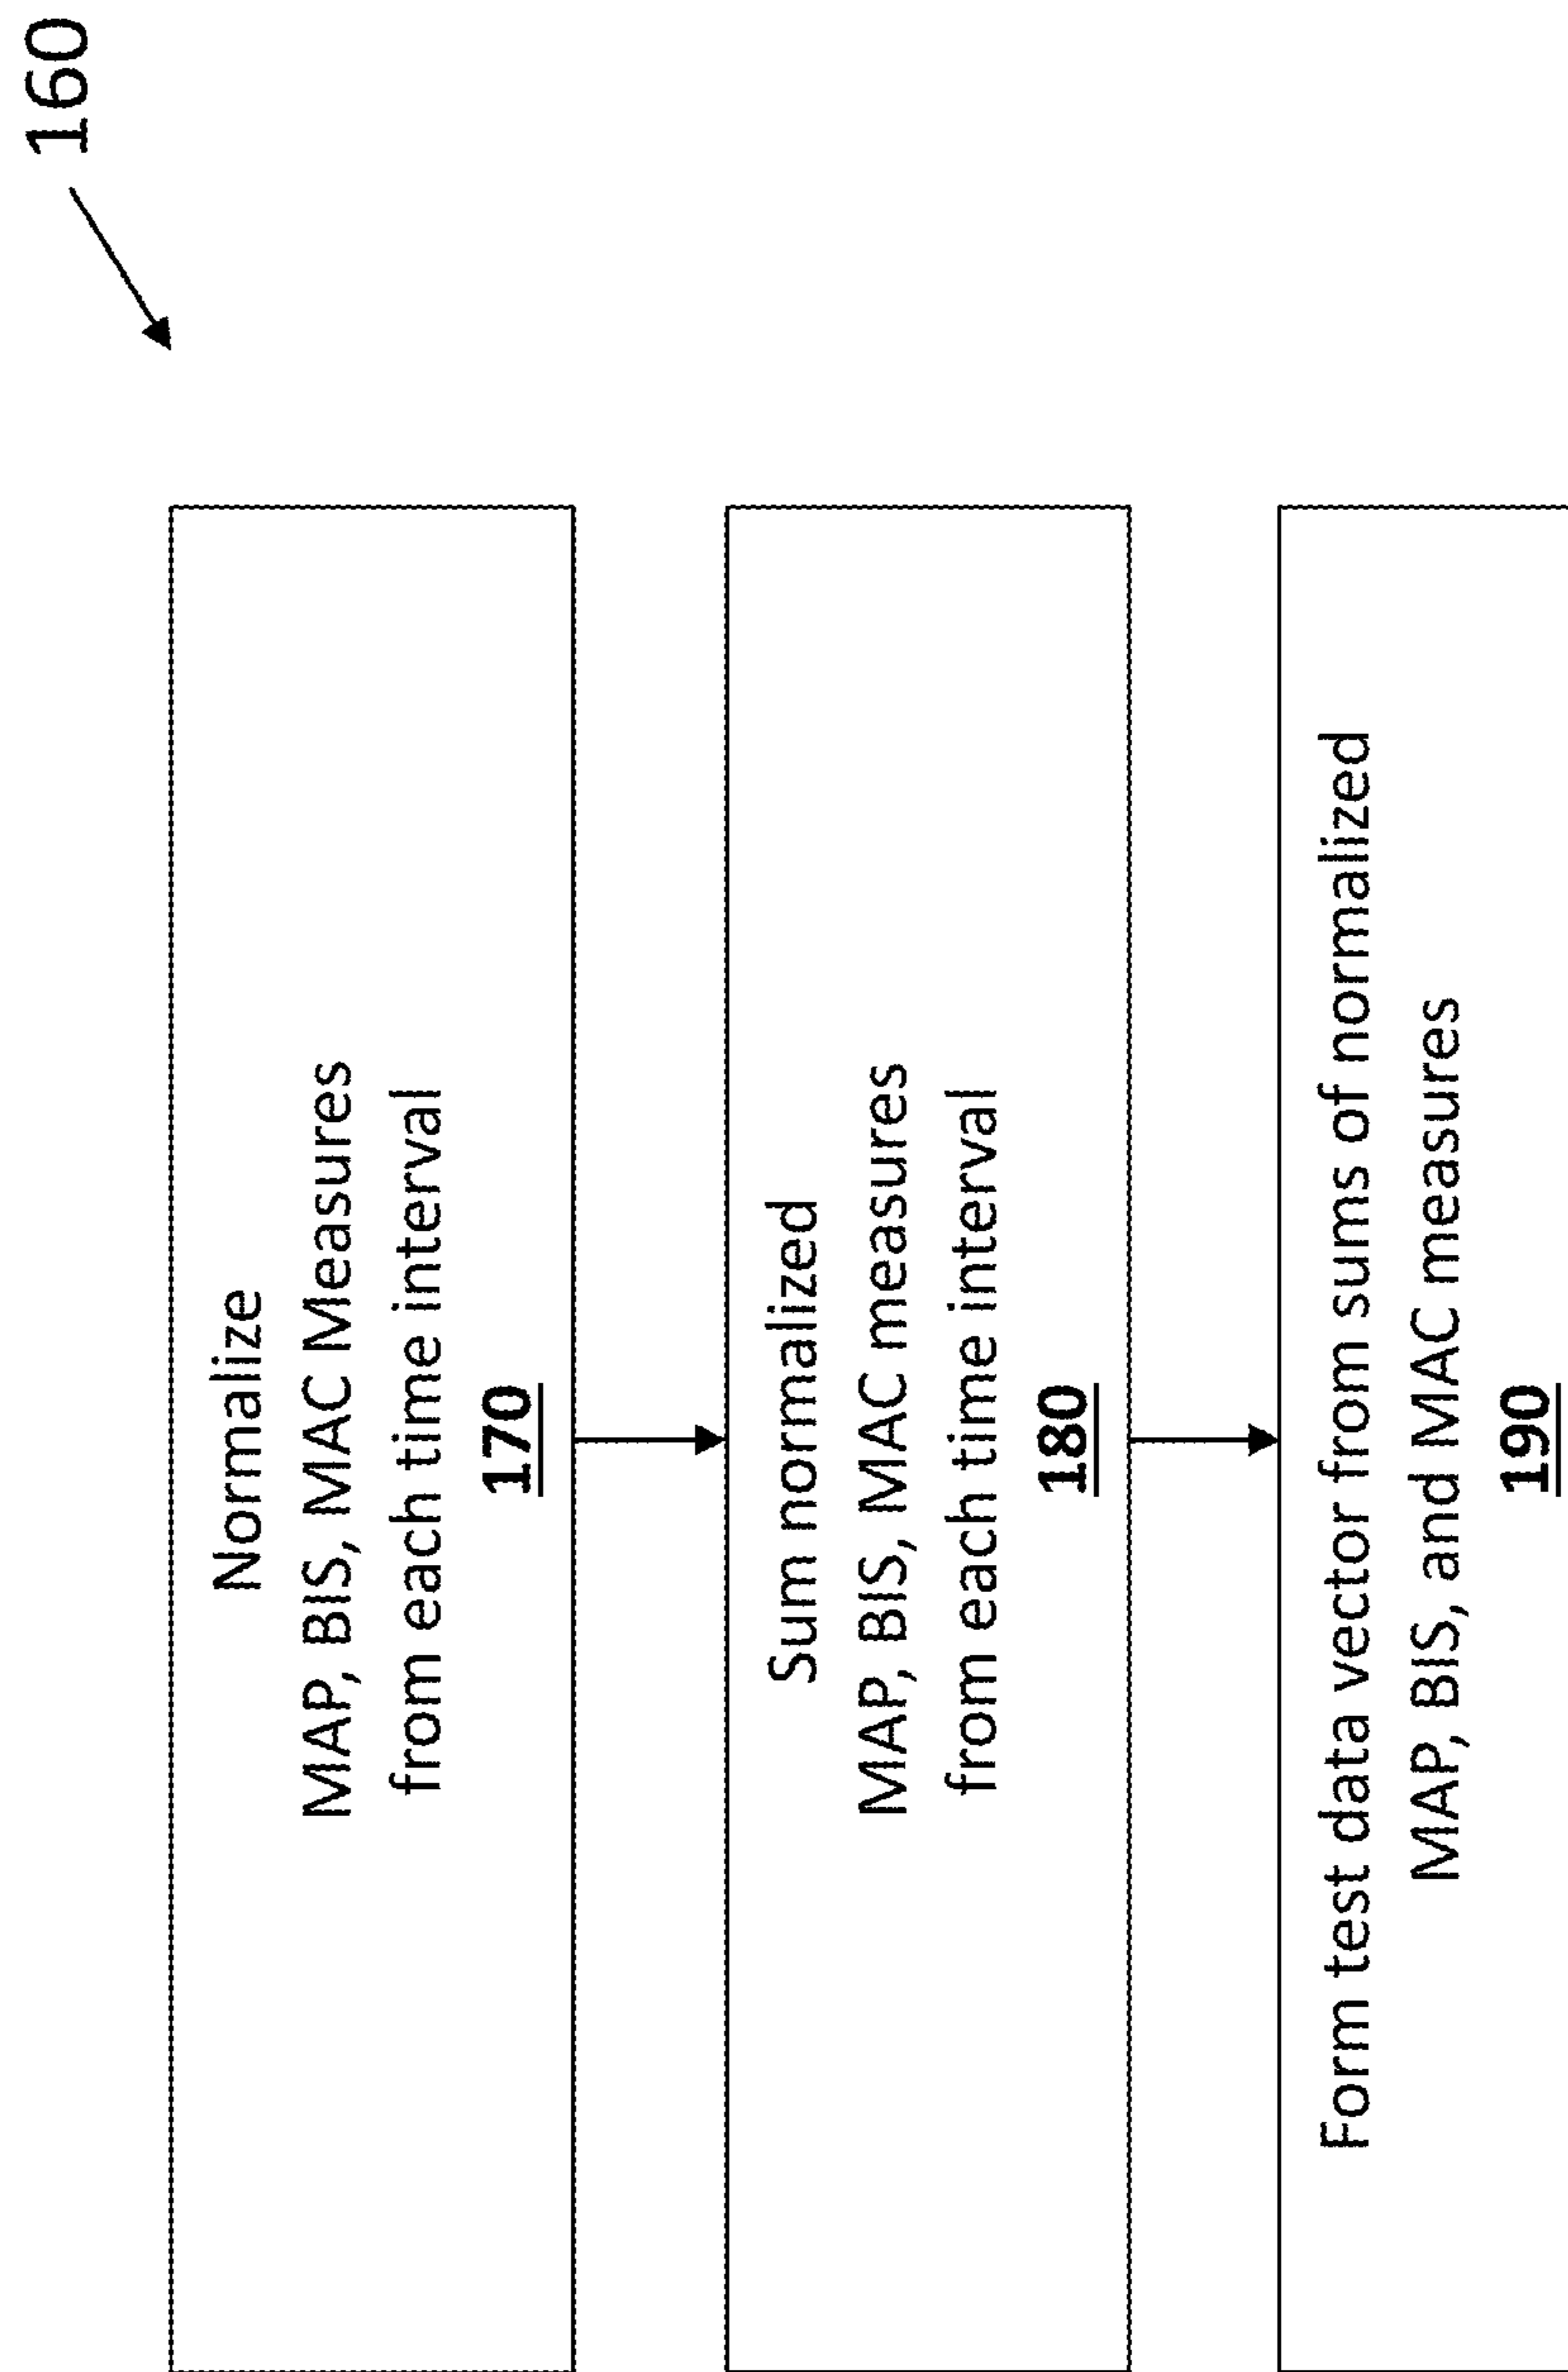 160
Normalize
MAP, BIS, MAC Measures
from each time interval
170
Sum normalized
MAP, BIS, MAC measures
from each time interval
180
Form test data vector from sums of normalized
MAP, BIS, and MAC measures
190